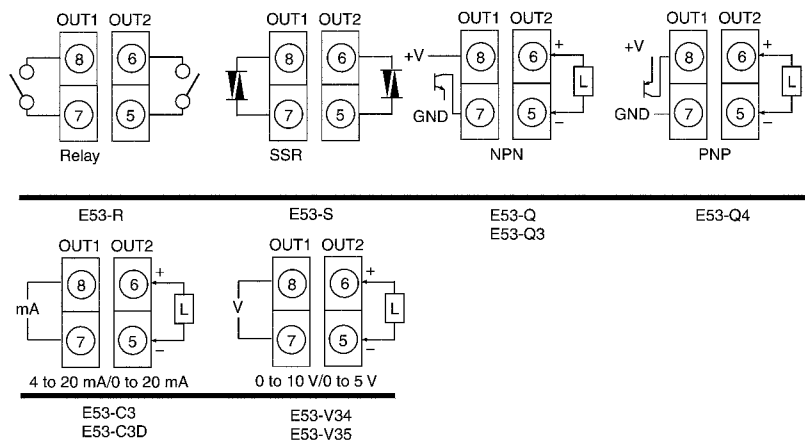 OUT1 OUT2 OUT1 OUT2 OUT1 OUT2 OUT1 OUT2
8 6 8 6 +V 8 6 + L +V 8 6 + L
7 5 7 5 GND 7 5 – GND 7 5 –
Relay SSR NPN PNP
E53-R E53-S E53-Q E53-Q4
E53-Q3
OUT1 OUT2 OUT1 OUT2
mA 8 6 + L V 8 6 + L
7 5 – 7 5 –
4 to 20 mA/0 to 20 mA 0 to 10 V/0 to 5 V
E53-C3 E53-V34
E53-C3D E53-V35